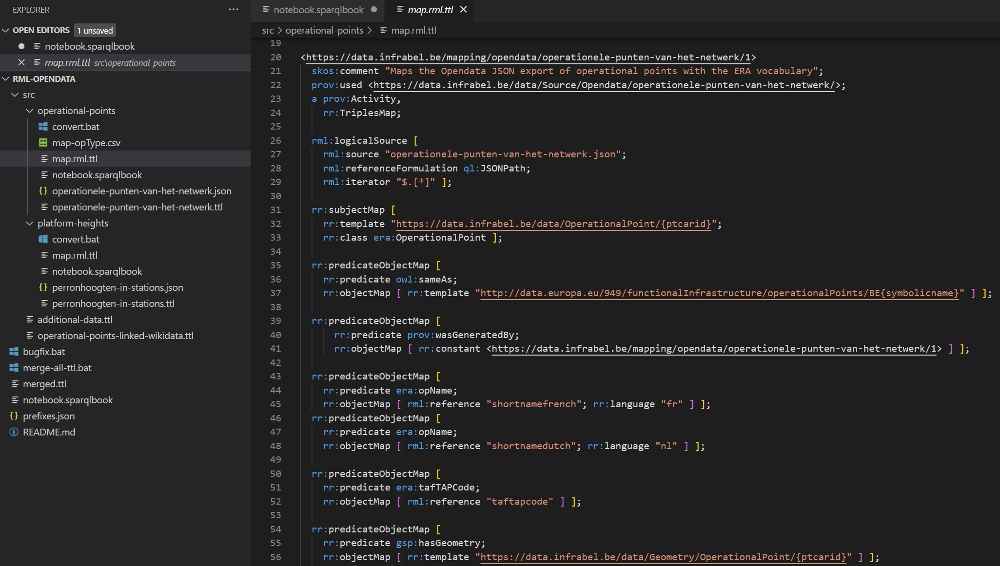 EXPLORER
···
OPEN EDITORS 1 unsaved
notebook.sparqlbook
map.rml.ttl src\operational-points
RML-OPENDATA
src
operational-points
convert.bat
map-opType.csv
map.rml.ttl
notebook.sparqlbook
{} operationele-punten-van-het-netwerk.json
operationele-punten-van-het-netwerk.ttl
platform-heights
convert.bat
map.rml.ttl
notebook.sparqlbook
{} perronhoogten-in-stations.json
perronhoogten-in-stations.ttl
additional-data.ttl
operational-points-linked-wikidata.ttl
bugfix.bat
merge-all-ttl.bat
merged.ttl
notebook.sparqlbook
{} prefixes.json
README.md
notebook.sparqlbook
map.rml.ttl
src > operational-points > map.rml.ttl
19
20 <https://data.infrabel.be/mapping/opendata/operationele-punten-van-het-netwerk/1>
21 skos:comment "Maps the Opendata JSON export of operational points with the ERA vocabulary";
22 prov:used <https://data.infrabel.be/data/Source/Opendata/operationele-punten-van-het-netwerk/>;
23 a prov:Activity,
24 rr:TriplesMap;
25
26 rml:logicalSource [
27 rml:source "operationele-punten-van-het-netwerk.json";
28 rml:referenceFormulation ql:JSONPath;
29 rml:iterator "$.[*]" ];
30
31 rr:subjectMap [
32 rr:template "https://data.infrabel.be/data/OperationalPoint/{ptcarid}";
33 rr:class era:OperationalPoint ];
34
35 rr:predicateObjectMap [
36 rr:predicate owl:sameAs;
37 rr:objectMap [ rr:template "http://data.europa.eu/949/functionalInfrastructure/operationalPoints/BE{symbolicname}" ] ];
38
39 rr:predicateObjectMap [
40 rr:predicate prov:wasGeneratedBy;
41 rr:objectMap [ rr:constant <https://data.infrabel.be/mapping/opendata/operationele-punten-van-het-netwerk/1> ] ];
42
43 rr:predicateObjectMap [
44 rr:predicate era:opName;
45 rr:objectMap [ rml:reference "shortnamefrench"; rr:language "fr" ] ];
46 rr:predicateObjectMap [
47 rr:predicate era:opName;
48 rr:objectMap [ rml:reference "shortnamedutch"; rr:language "nl" ] ];
49
50 rr:predicateObjectMap [
51 rr:predicate era:tafTAPCode;
52 rr:objectMap [ rml:reference "taftapcode" ] ];
53
54 rr:predicateObjectMap [
55 rr:predicate gsp:hasGeometry;
56 rr:objectMap [ rr:template "https://data.infrabel.be/data/Geometry/OperationalPoint/{ptcarid}" ] ];